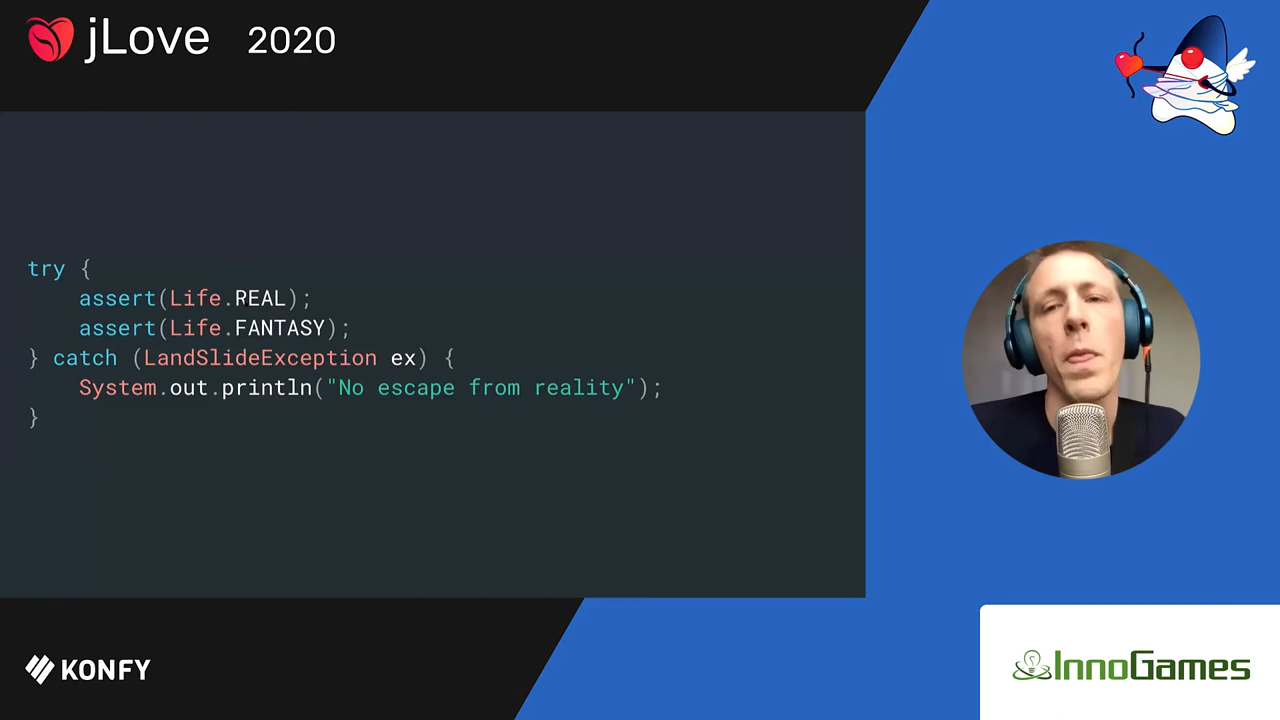 jLove 2020
try {
    assert(Life.REAL);
    assert(Life.FANTASY);
} catch (LandSlideException ex) {
    System.out.println("No escape from reality");
}
KONFY
InnoGames